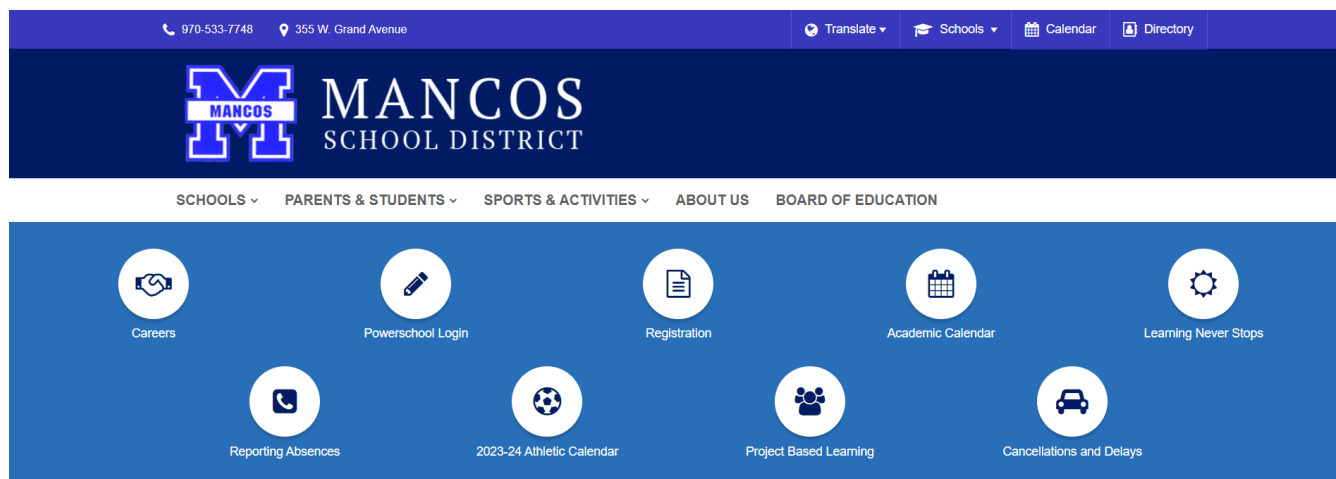 970-533-7748 355 W. Grand Avenue Translate Schools Calendar Directory
MANCOS
MANCOS
SCHOOL DISTRICT
SCHOOLS PARENTS & STUDENTS SPORTS & ACTIVITIES ABOUT US BOARD OF EDUCATION
Careers Powerschool Login Registration Academic Calendar Learning Never Stops
Reporting Absences 2023-24 Athletic Calendar Project Based Learning Cancellations and Delays